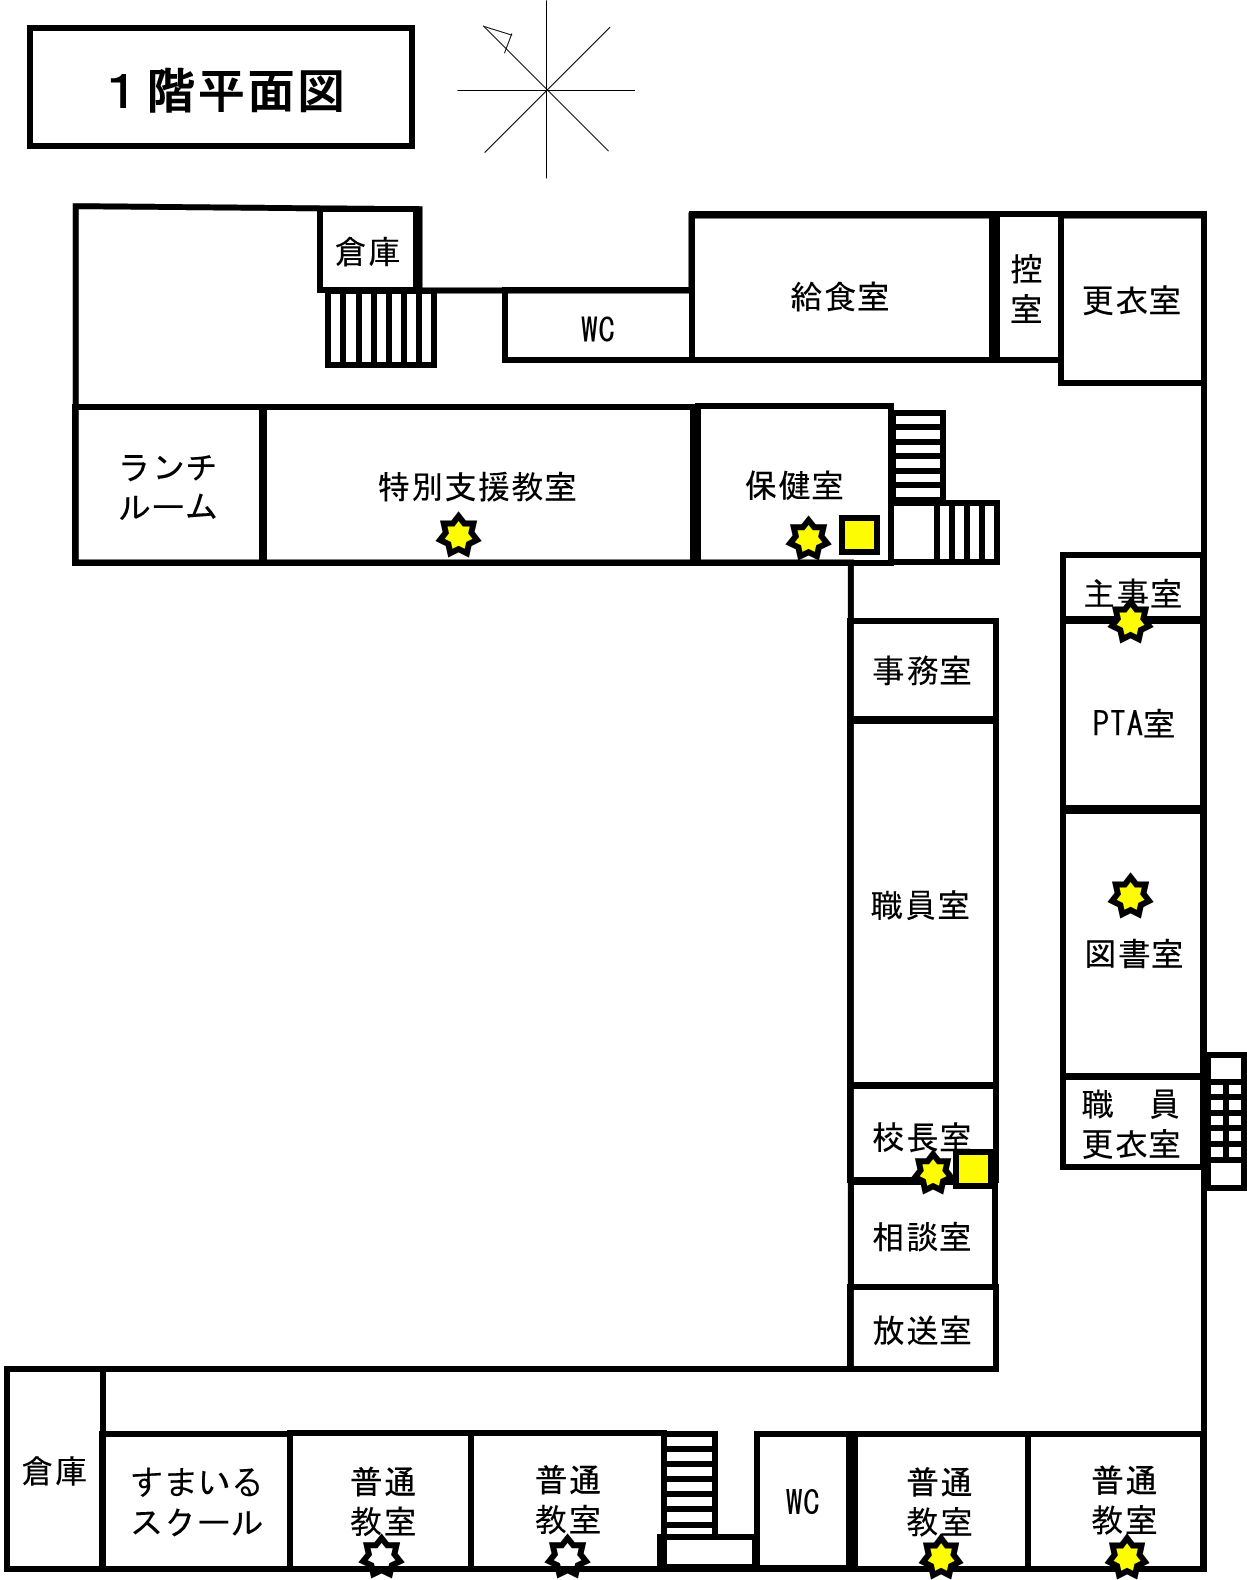 １階平面図
倉庫
給食室
控
室
更衣室
WC
ランチ
ルーム
特別支援教室
保健室
主事室
事務室
PTA室
職員室
図書室
職　員
更衣室
校長室
相談室
放送室
倉庫
すまいる
スクール
普通
教室
普通
教室
WC
普通
教室
普通
教室